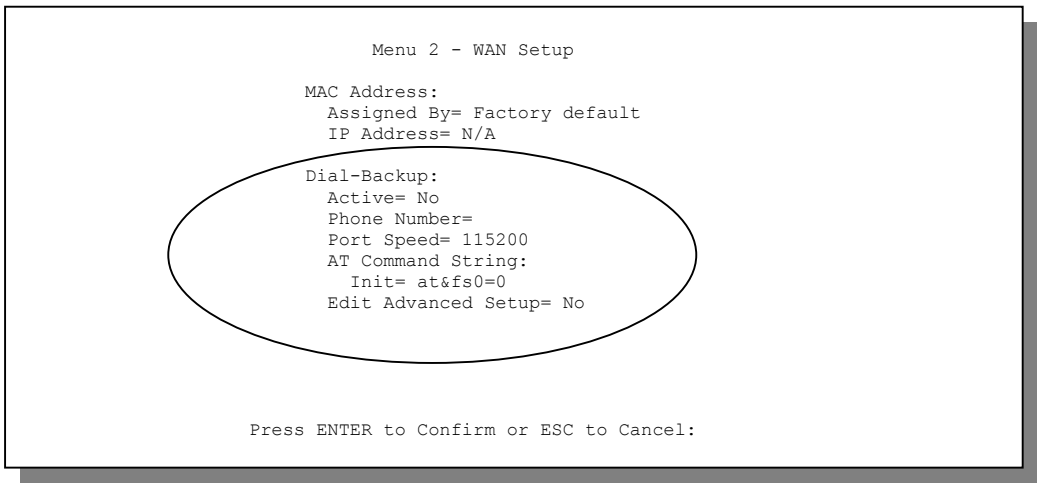 Menu 2 - WAN Setup
MAC Address:
Assigned By= Factory default
IP Address= N/A
Dial-Backup:
Active= No
Phone Number=
Port Speed= 115200
AT Command String:
Init= at&fs0=0
Edit Advanced Setup= No
Press ENTER to Confirm or ESC to Cancel: